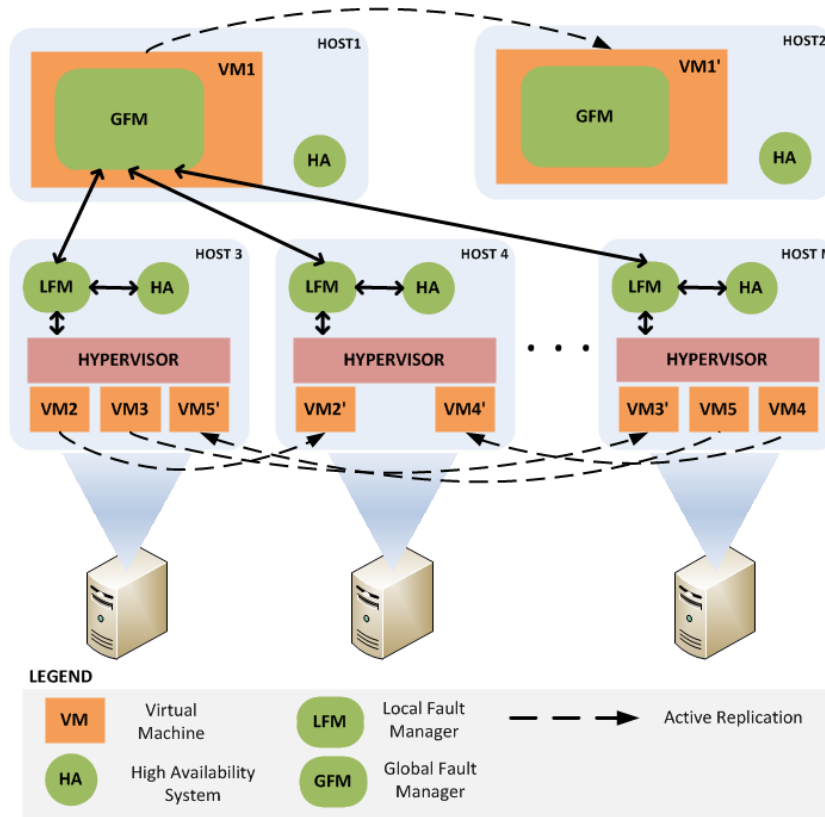 HOST1
HOST2
VM1
VM1'
GFM
GFM
HA
HA
HOST 3
HOST 4
HOST
LFM
HA
LFM
HA
LFM
HA
HYPERVISOR
HYPERVISOR
HYPERVISOR
VM2
VM3
VM5'
VM2'
VM4'
VM3'
VM5
VM4
LEGEND
VM
Virtual
Machine
LFM
Local Fault
Manager
Active Replication
HA
High Availability
System
GFM
Global Fault
Manager